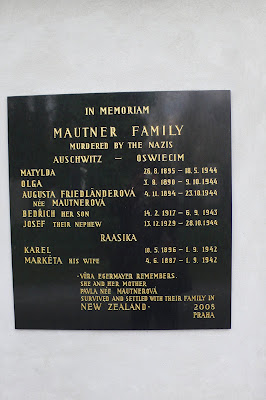 IN MEMORIAM
MAUTNER FAMILY
MURDERED BY THE NAZIS
AUSCHWITZ – OSWIECIM
MATYLDA 26.8.1895 – 18.5.1944
OLGA 3.8.1890 – 9.10.1944
AUGUSTA FRIEDLÄNDEROVÁ 4.11.1894 – 23.10.1944
NÉE MAUTNEROVÁ
BEDŘICH HER SON 14.2.1917 – 6.9.1943
JOSEF THEIR NEPHEW 13.12.1929 – 28.10.1944
RAASIKA
KAREL 10.5.1896 – 1.9.1942
MARKÉTA HIS WIFE 4.6.1887 – 1.9.1942
·VĚRA EGERMAYER REMEMBERS.
SHE AND HER MOTHER
PAVLA NÉE MAUTNEROVÁ
SURVIVED AND SETTLED WITH THEIR FAMILY IN
NEW ZEALAND· 2008
PRAHA